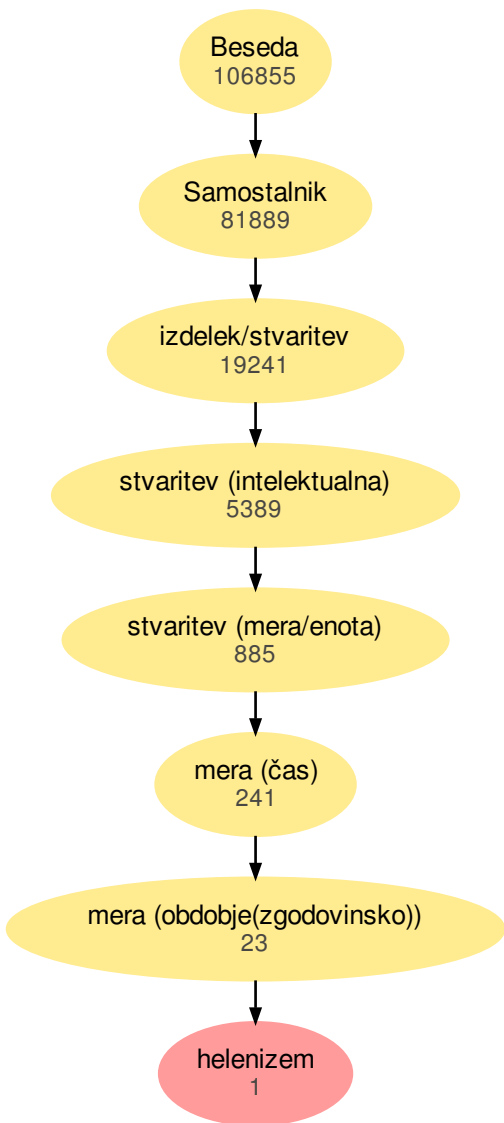 Beseda
106855
Samostalnik
81889
izdelek/stvaritev
19241
stvaritev (intelektualna)
5389
stvaritev (mera/enota)
885
mera (čas)
241
mera (obdobje(zgodovinsko))
23
helenizem
1